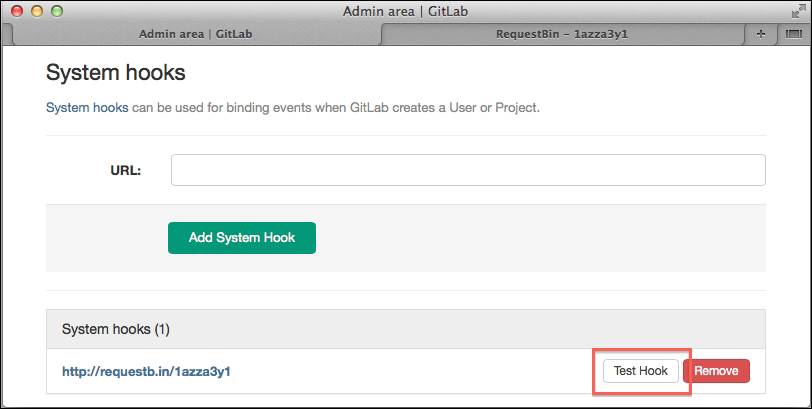 Admin area | GitLab
Admin area | GitLab
RequestBin - 1azza3y1
System hooks
System hooks can be used for binding events when GitLab creates a User or Project.
URL:
Add System Hook
System hooks (1)
http://requestb.in/1azza3y1
Test Hook
Remove